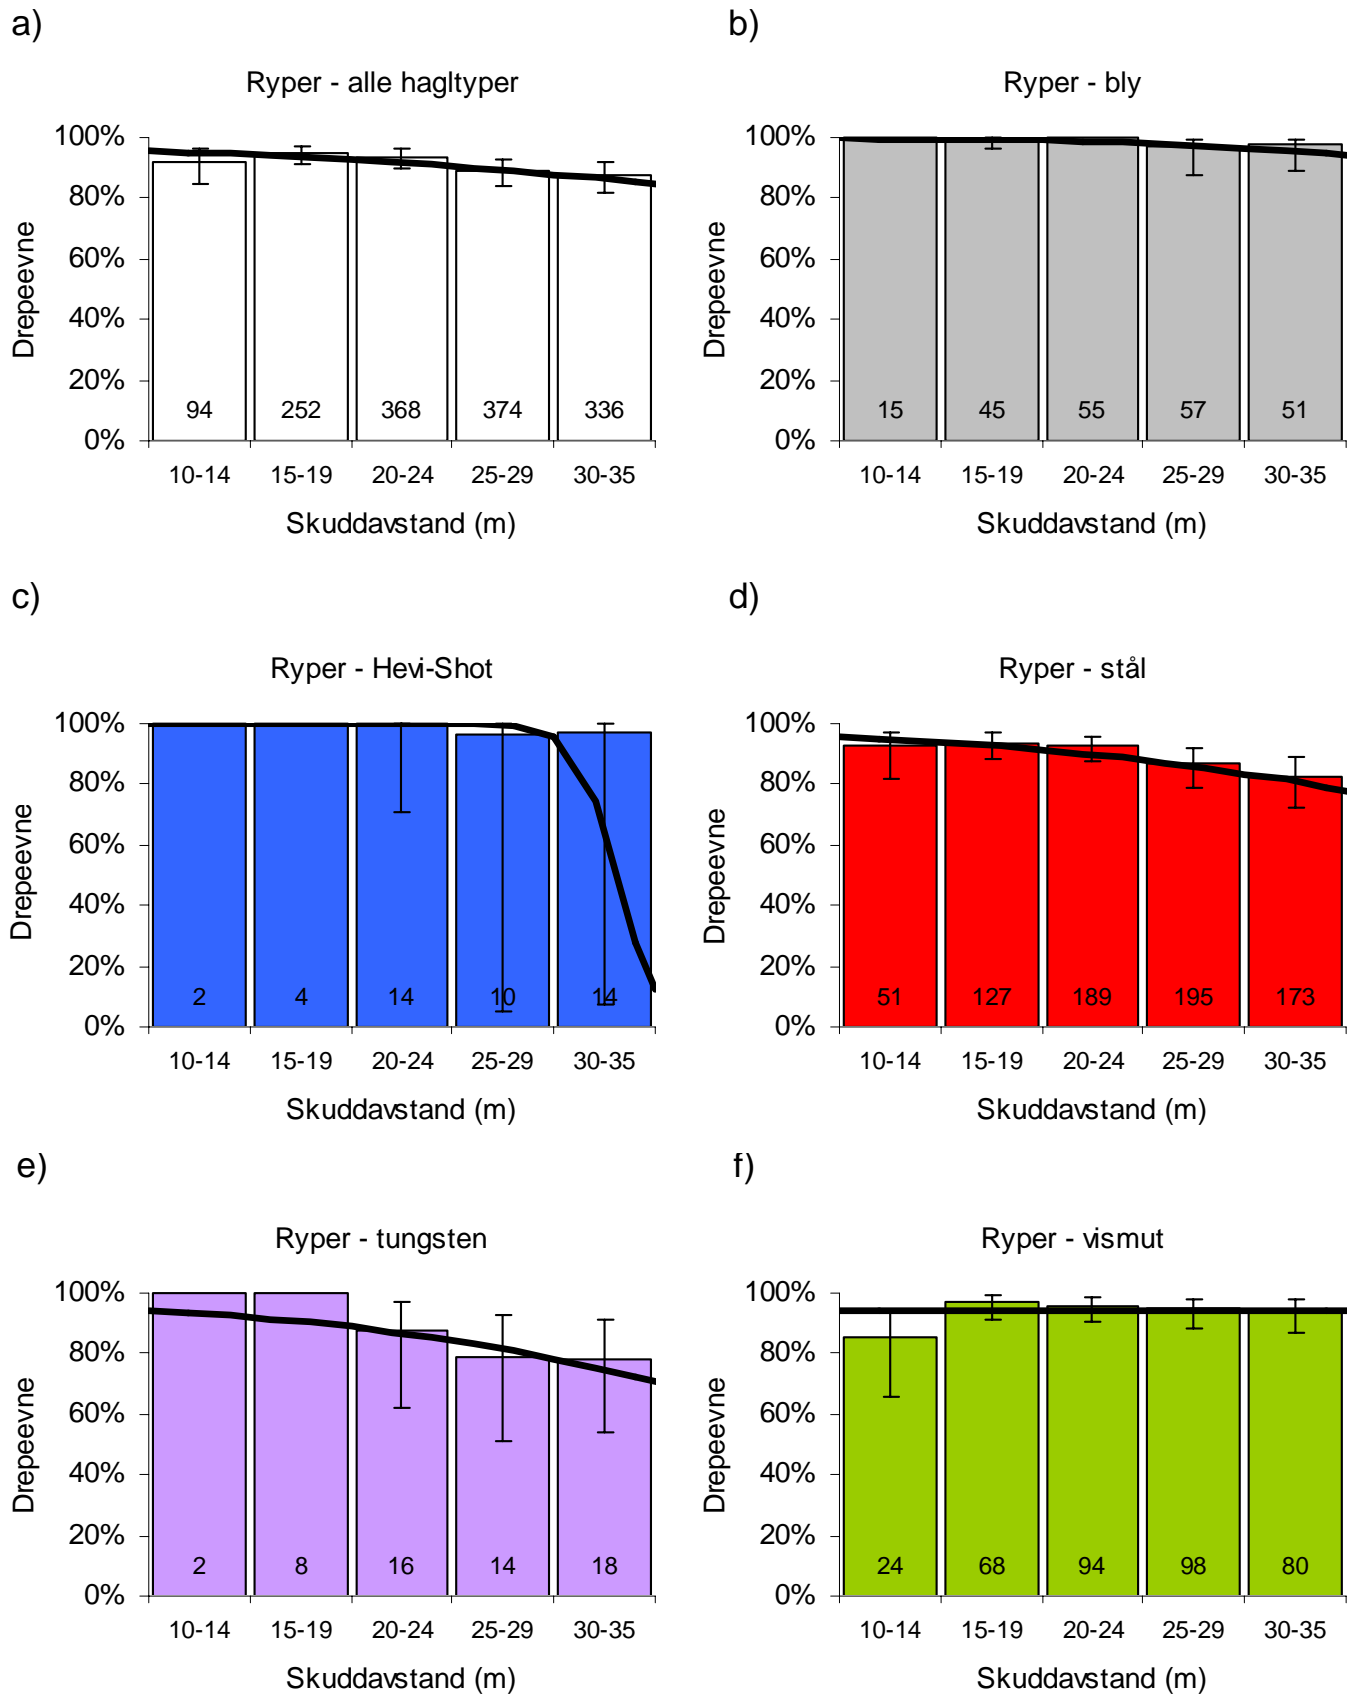 a)
Ryper - alle hagltyper
100%
80%
60%
40%
20%
0%
Drepeevne
94 252 368 374 336
10-14 15-19 20-24 25-29 30-35
Skuddavstand (m)
b)
Ryper - bly
100%
80%
60%
40%
20%
0%
Drepeevne
15 45 55 57 51
10-14 15-19 20-24 25-29 30-35
Skuddavstand (m)
c)
Ryper - Hevi-Shot
100%
80%
60%
40%
20%
0%
Drepeevne
2 4 14 10 14
10-14 15-19 20-24 25-29 30-35
Skuddavstand (m)
d)
Ryper - stål
100%
80%
60%
40%
20%
0%
Drepeevne
51 127 189 195 173
10-14 15-19 20-24 25-29 30-35
Skuddavstand (m)
e)
Ryper - tungsten
100%
80%
60%
40%
20%
0%
Drepeevne
2 8 16 14 18
10-14 15-19 20-24 25-29 30-35
Skuddavstand (m)
f)
Ryper - vismut
100%
80%
60%
40%
20%
0%
Drepeevne
24 68 94 98 80
10-14 15-19 20-24 25-29 30-35
Skuddavstand (m)